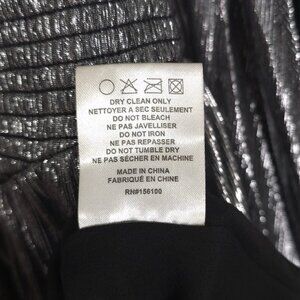 DRY CLEAN ONLY
NETTOYER A SEC SEULEMENT
DO NOT BLEACH
NE PAS JAVELLISER
DO NOT IRON
NE PAS REPASSER
DO NOT TUMBLE DRY
NE PAS SÉCHER EN MACHINE
MADE IN CHINA
FABRIQUÉ EN CHINE
RN#156100